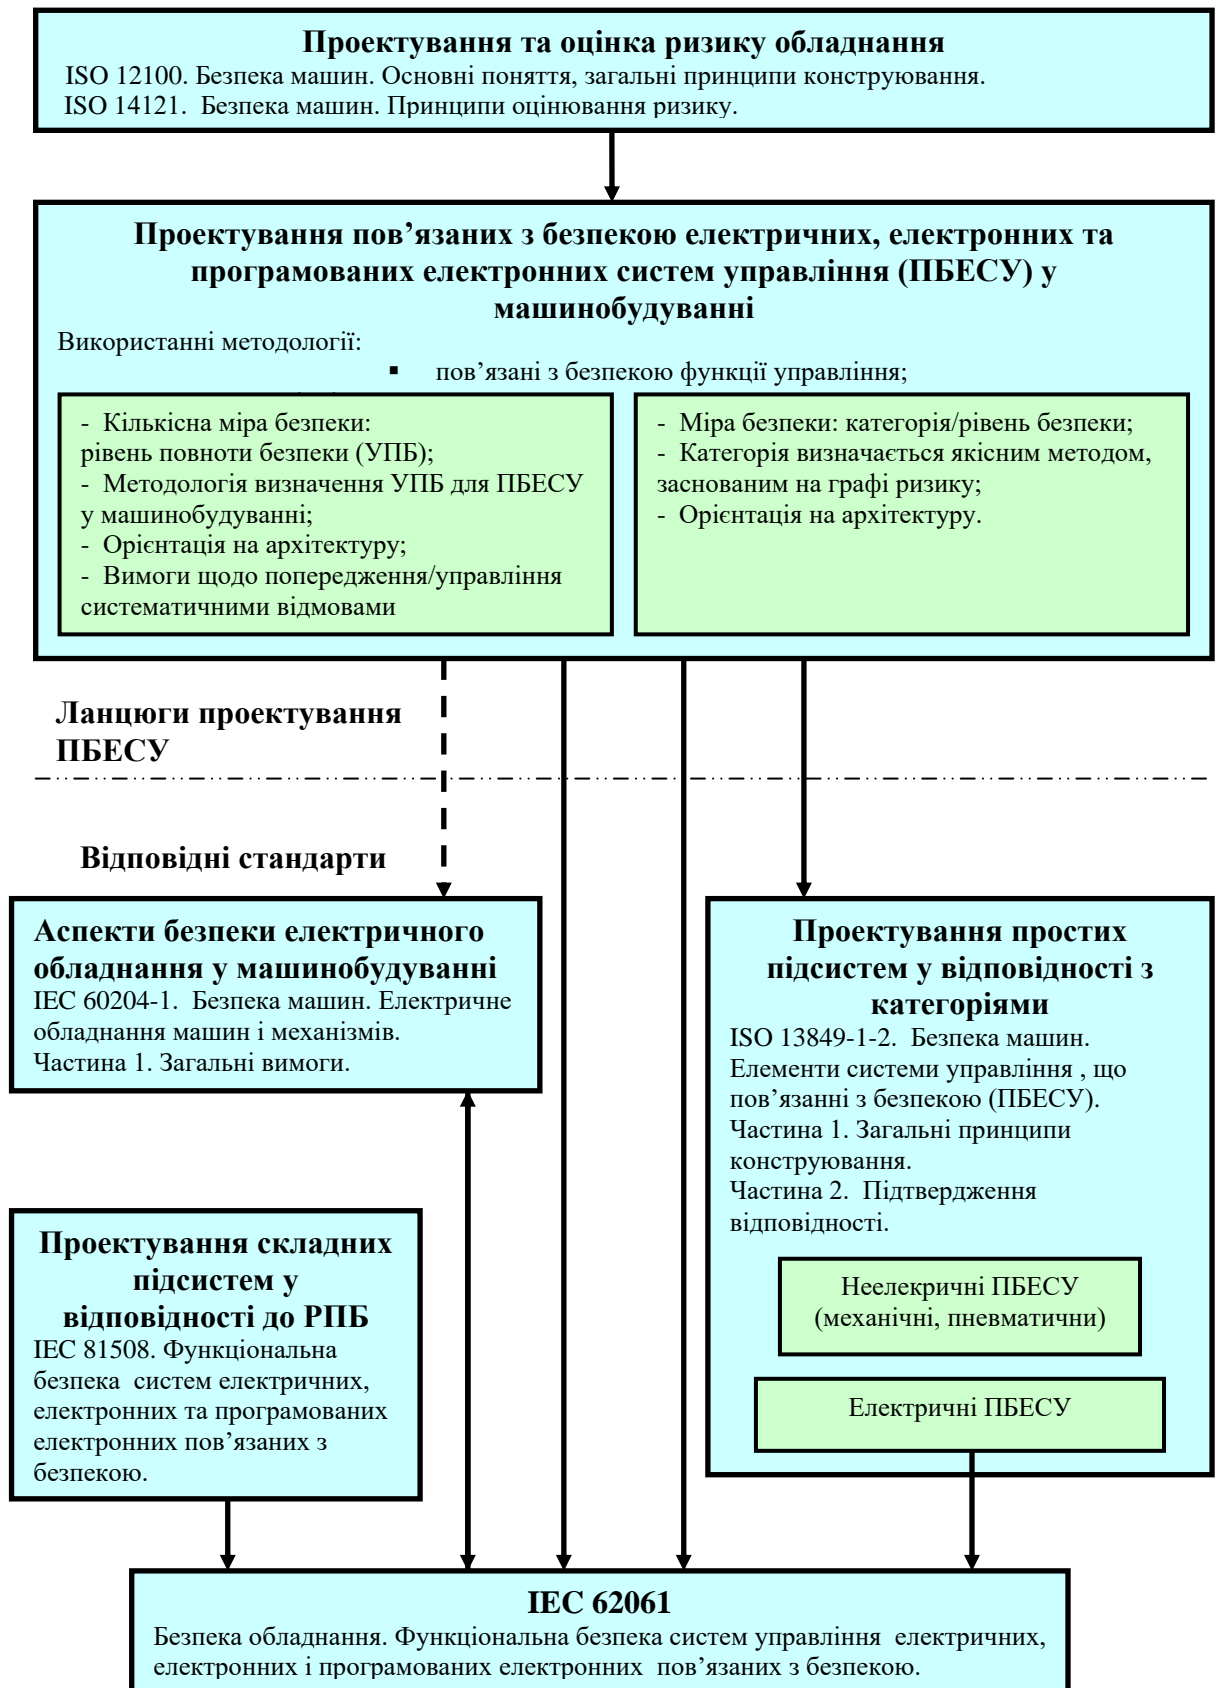 Проектування та оцінка ризику обладнання
ISO 12100. Безпека машин. Основні поняття, загальні принципи конструювання.
ISO 14121.  Безпека машин. Принципи оцінювання ризику.
Проектування пов’язаних з безпекою електричних, електронних та
програмованих електронних систем управління (ПБЕСУ) у
машинобудуванні
Використанні методології:
▪ пов’язані з безпекою функції управління;
- Кількісна міра безпеки:
рівень повноти безпеки (УПБ);
- Методологія визначення УПБ для ПБЕСУ
у машинобудуванні;
- Орієнтація на архітектуру;
- Вимоги щодо попередження/управління
систематичними відмовами
- Міра безпеки: категорія/рівень безпеки;
- Категорія визначається якісним методом,
заснованим на графі ризику;
- Орієнтація на архітектуру.
Ланцюги проектування
ПБЕСУ
Відповідні стандарти
Аспекти безпеки електричного
обладнання у машинобудуванні
IEC 60204-1.  Безпека машин. Електричне
обладнання машин і механізмів.
Частина 1. Загальні вимоги.
Проектування простих
підсистем у відповідності з
категоріями
ISO 13849-1-2.  Безпека машин.
Елементи системи управління , що
пов’язанні з безпекою (ПБЕСУ).
Частина 1. Загальні принципи
конструювання.
Частина 2.  Підтвердження
відповідності.
Неелекричні ПБЕСУ
(механічні, пневматични)
Електричні ПБЕСУ
Проектування складних
підсистем у
відповідності до РПБ
IEC 81508. Функціональна
безпека  систем електричних,
електронних та програмованих
електронних пов’язаних з
безпекою.
IEC 62061
Безпека обладнання. Функціональна безпека систем управління  електричних,
електронних і програмованих електронних  пов’язаних з безпекою.